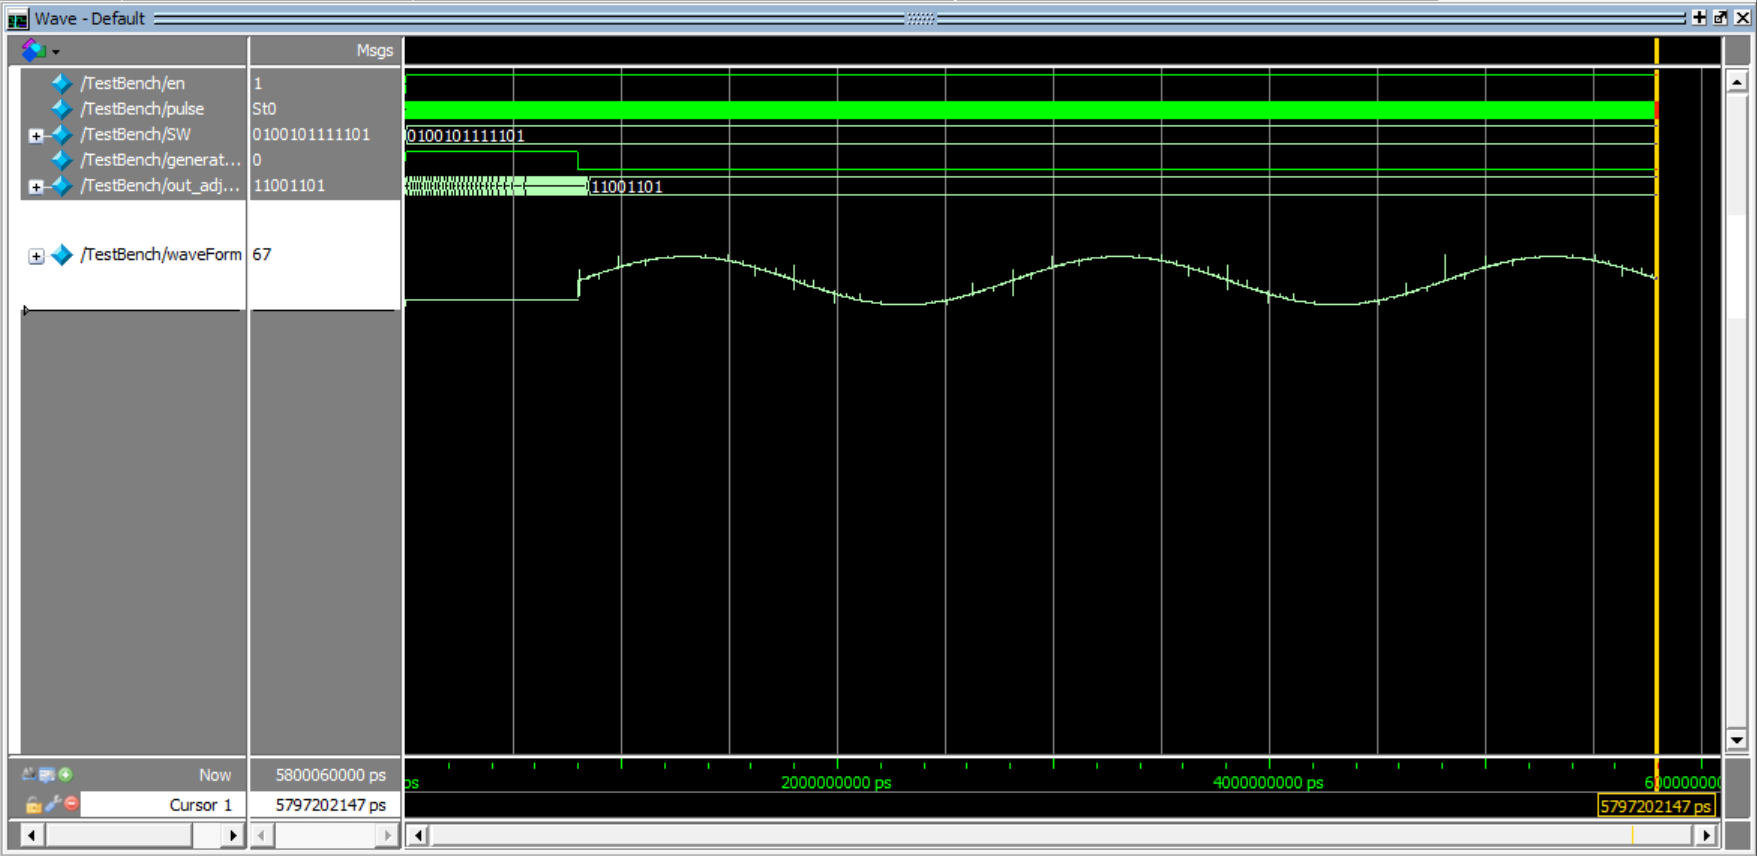 Wave - Default
Msgs
/TestBench/en 1
/TestBench/pulse St0
/TestBench/SW 0100101111101 0100101111101
/TestBench/generat... 0
/TestBench/out_adj... 11001101 11001101
/TestBench/waveForm 67
Now 5800060000 ps ps 2000000000 ps 4000000000 ps
Cursor 1 5797202147 ps 5797202147 ps